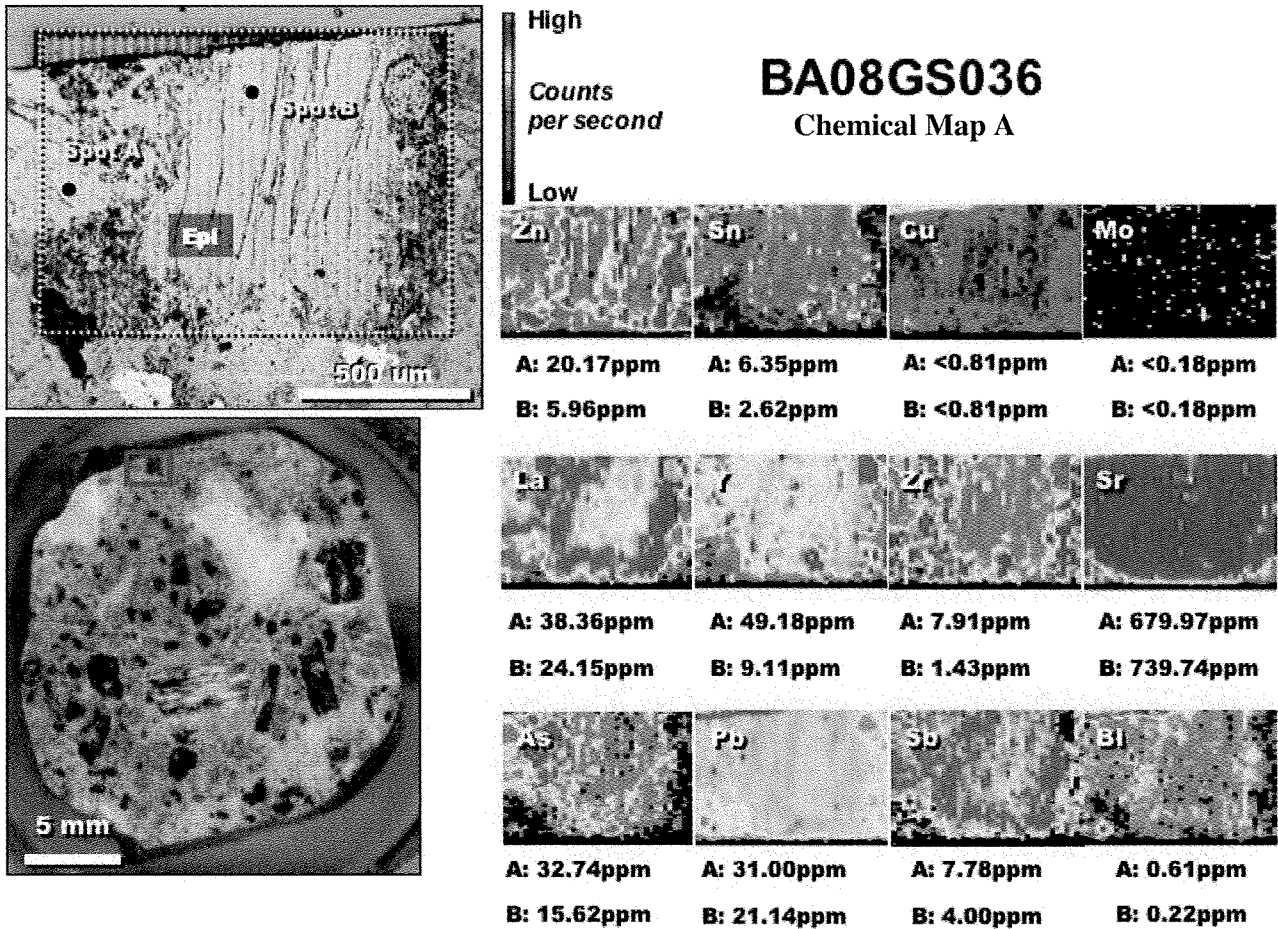 Spot B
Spot A
Epi
500 um
5 mm
High
Counts
per second
Low
BA08GS036
Chemical Map A
Zn Sn Cu Mo
A: 20.17ppm A: 6.35ppm A: <0.81ppm A: <0.18ppm
B: 5.96ppm B: 2.62ppm B: <0.81ppm B: <0.18ppm
La Y Zr Sr
A: 38.36ppm A: 49.18ppm A: 7.91ppm A: 679.97ppm
B: 24.15ppm B: 9.11ppm B: 1.43ppm B: 739.74ppm
As Pb Sb Bi
A: 32.74ppm A: 31.00ppm A: 7.78ppm A: 0.61ppm
B: 15.62ppm B: 21.14ppm B: 4.00ppm B: 0.22ppm